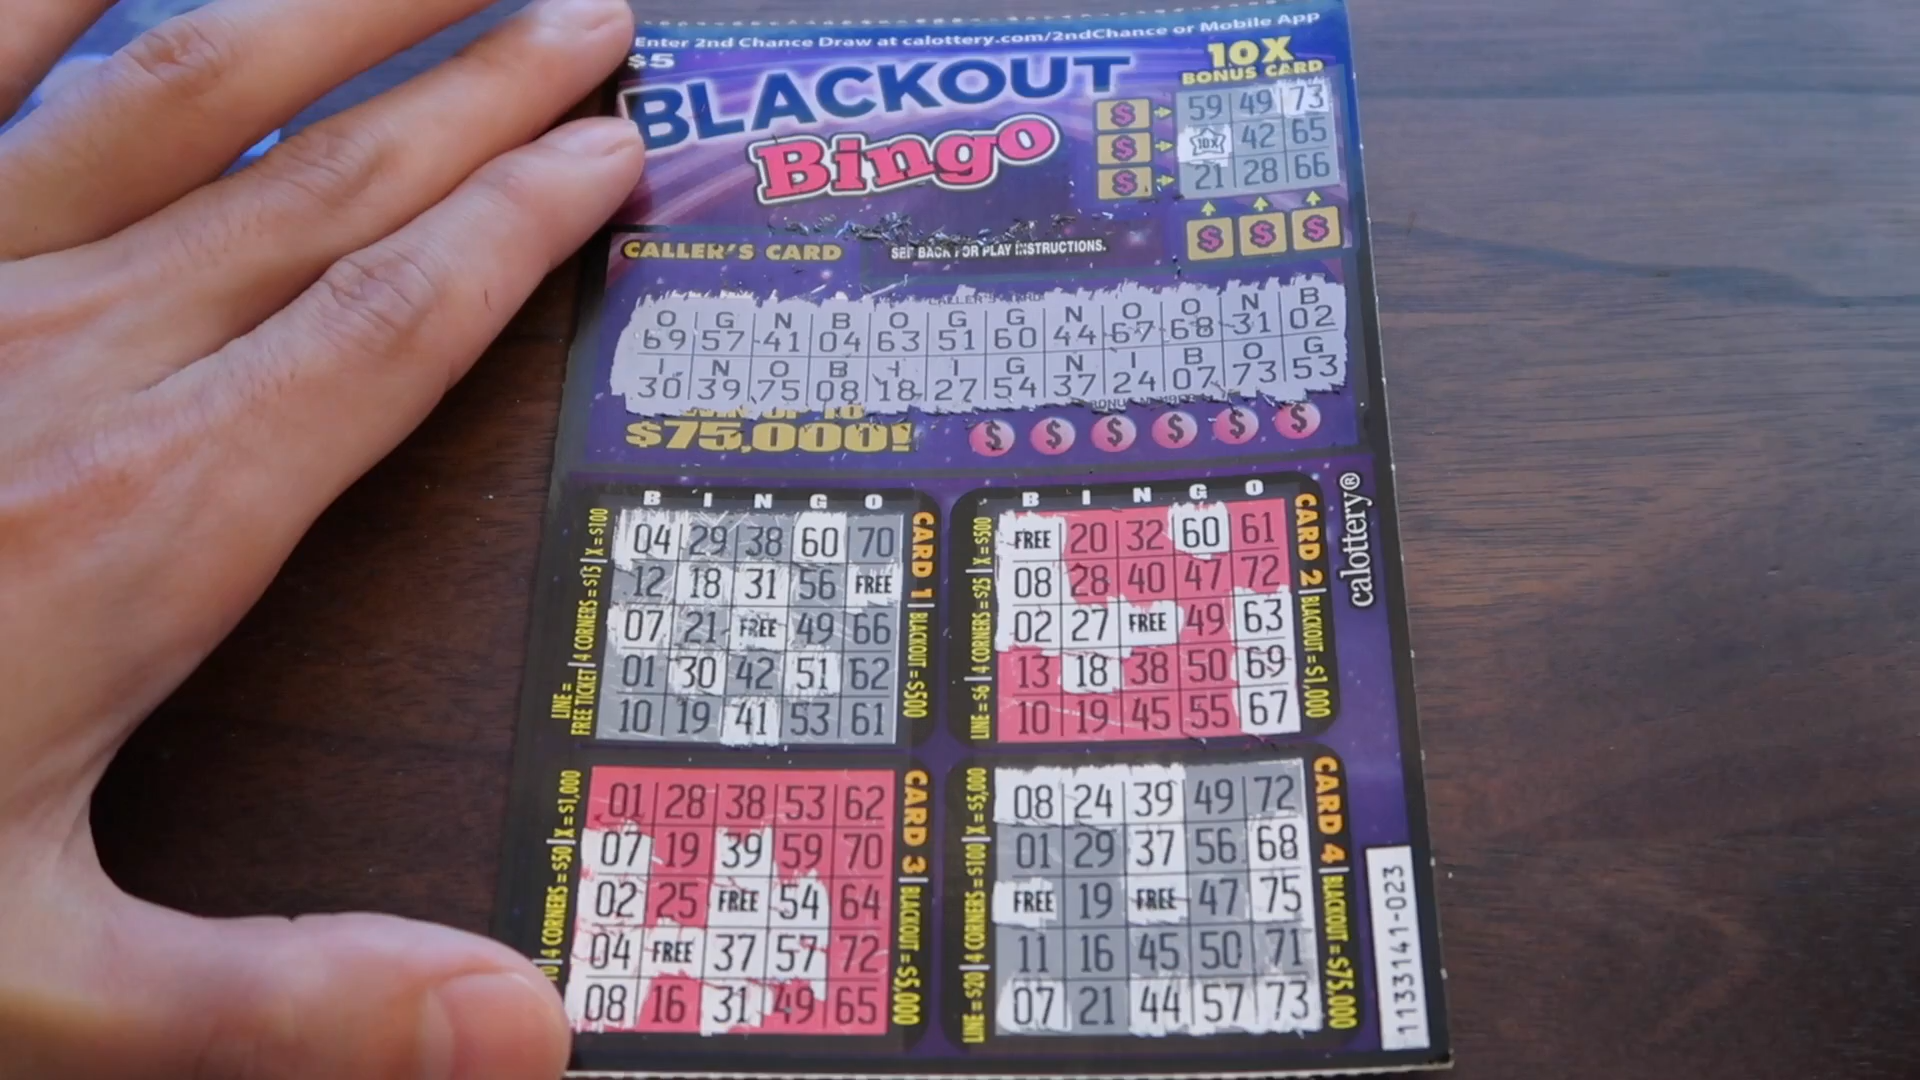 Enter 2nd Chance Draw at calottery.com/2ndChance or Mobile App
$5
BLACKOUT
Bingo
10X
BONUS CARD
59 49 73
10X 42 65
21 28 66
$ $ $
$ $ $
CALLER'S CARD
SEE BACK FOR PLAY INSTRUCTIONS.
CALLER'S CARD
O G N B O G G N O O N B
69 57 41 04 63 51 60 44 67 68 31 02
I N O B I I G N I B O G
30 39 75 08 18 27 54 37 24 07 73 53
WIN UP TO
$75,000!
$ $ $ $ $ $
calottery®
B I N G O
04 29 38 60 70
12 18 31 56 FREE
07 21 FREE 49 66
01 30 42 51 62
10 19 41 53 61
LINE =
FREE TICKET | 4 CORNERS = $15 | X = $100
CARD 1 | BLACKOUT = $500
B I N G O
FREE 20 32 60 61
08 28 40 47 72
02 27 FREE 49 63
13 18 38 50 69
10 19 45 55 67
LINE = $6 | 4 CORNERS = $25 | X = $500
CARD 2 | BLACKOUT = $1,000
01 28 38 53 62
07 19 39 59 70
02 25 FREE 54 64
04 FREE 37 57 72
08 16 31 49 65
4 CORNERS = $50 | X = $1,000
CARD 3 | BLACKOUT = $5,000
08 24 39 49 72
01 29 37 56 68
FREE 19 FREE 47 75
11 16 45 50 71
07 21 44 57 73
LINE = $20 | 4 CORNERS = $100 | X = $5,000
CARD 4 | BLACKOUT = $75,000
1133141-023